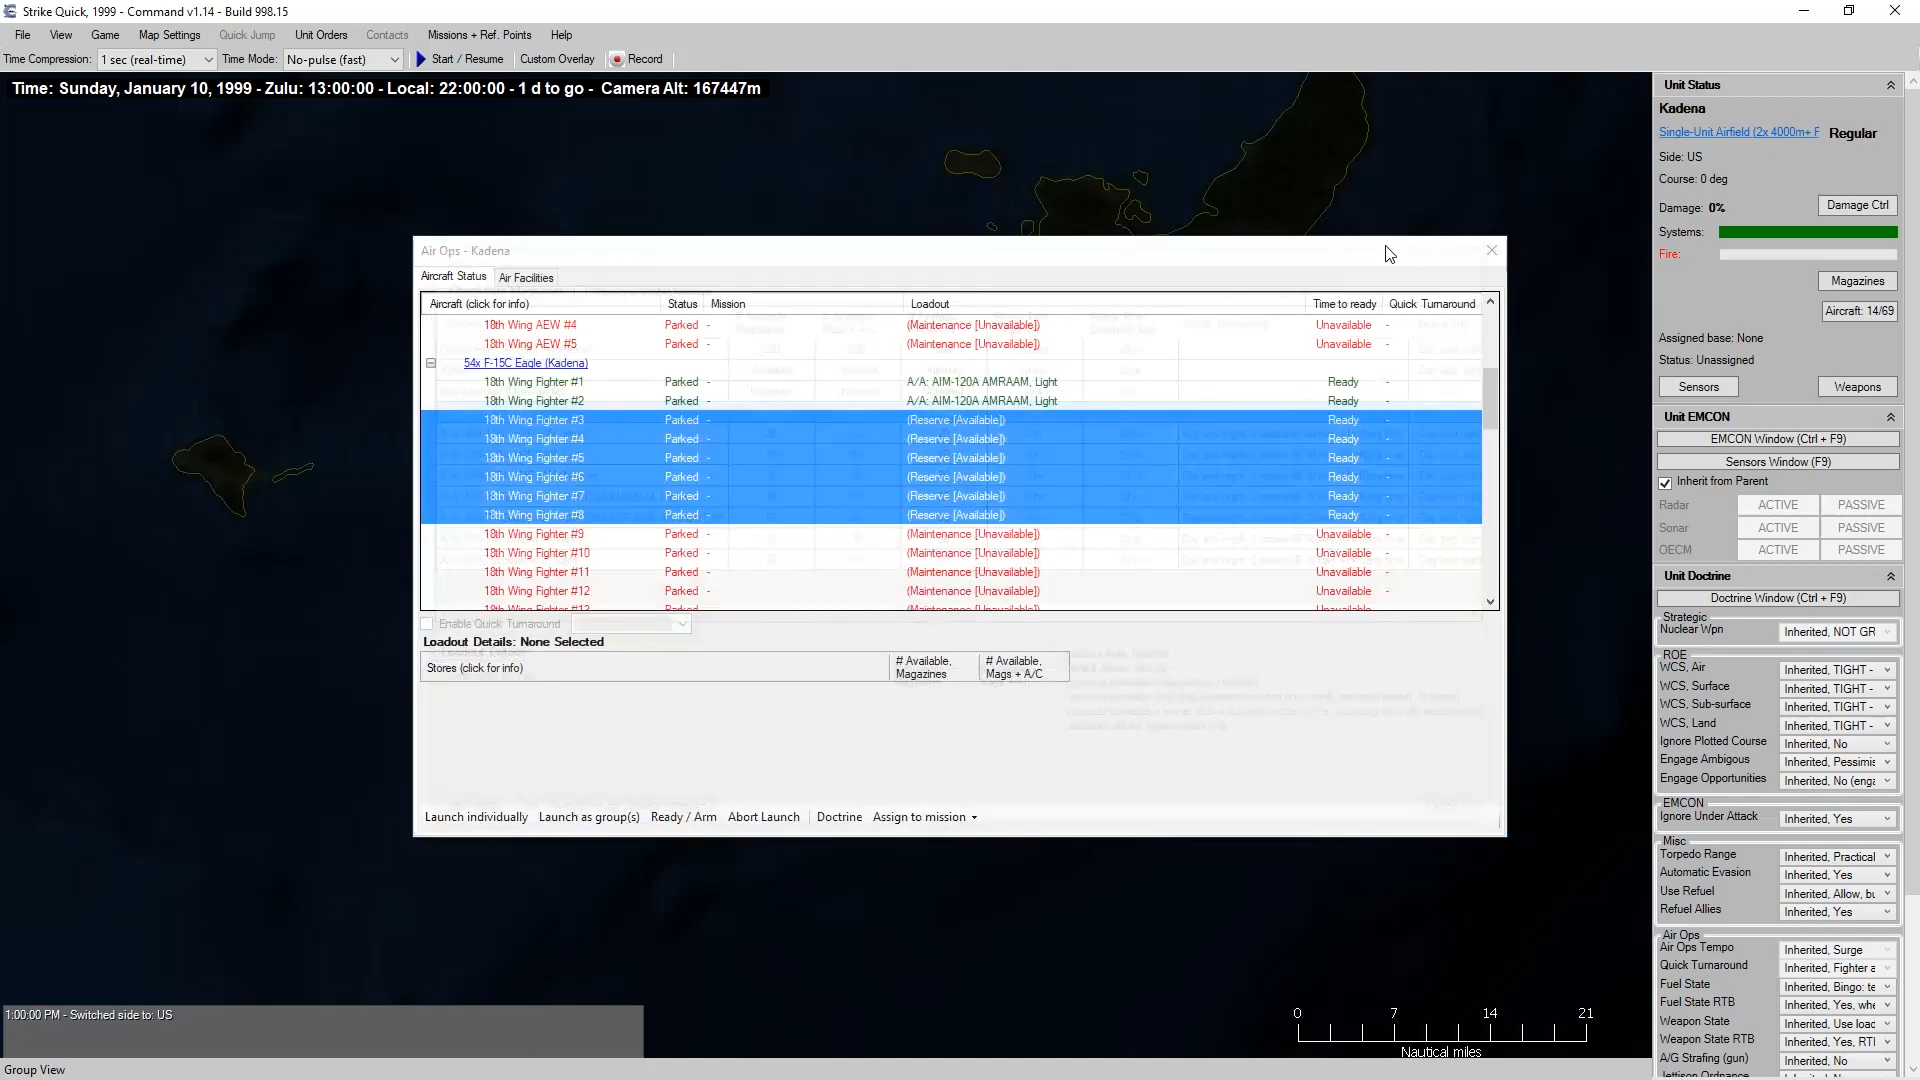 Strike Quick, 1999 - Command v1.14 - Build 998.15
File View Game Map Settings Quick Jump Unit Orders Contacts Missions + Ref. Points Help
Time Compression: 1 sec (real-time) Time Mode: No-pulse (fast) Start / Resume Custom Overlay Record
Time: Sunday, January 10, 1999 - Zulu: 13:00:00 - Local: 22:00:00 - 1 d to go - Camera Alt: 167447m
Air Ops - Kadena
Aircraft Status Air Facilities
Aircraft (click for info) Status Mission Loadout Time to ready Quick Turnaround
18th Wing AEW #4 Parked - (Maintenance [Unavailable]) Unavailable -
18th Wing AEW #5 Parked - (Maintenance [Unavailable]) Unavailable -
54x F-15C Eagle (Kadena)
18th Wing Fighter #1 Parked - A/A: AIM-120A AMRAAM, Light Ready -
18th Wing Fighter #2 Parked - A/A: AIM-120A AMRAAM, Light Ready -
18th Wing Fighter #3 Parked - (Reserve [Available]) Ready -
18th Wing Fighter #4 Parked - (Reserve [Available]) Ready -
18th Wing Fighter #5 Parked - (Reserve [Available]) Ready -
18th Wing Fighter #6 Parked - (Reserve [Available]) Ready -
18th Wing Fighter #7 Parked - (Reserve [Available]) Ready -
18th Wing Fighter #8 Parked - (Reserve [Available]) Ready -
18th Wing Fighter #9 Parked - (Maintenance [Unavailable]) Unavailable -
18th Wing Fighter #10 Parked - (Maintenance [Unavailable]) Unavailable -
18th Wing Fighter #11 Parked - (Maintenance [Unavailable]) Unavailable -
18th Wing Fighter #12 Parked - (Maintenance [Unavailable]) Unavailable -
18th Wing Fighter #13 Parked - (Maintenance [Unavailable]) Unavailable -
Enable Quick Turnaround
Loadout Details: None Selected
Stores (click for info) # Available, Magazines # Available, Mags + A/C
Launch individually Launch as group(s) Ready / Arm Abort Launch Doctrine Assign to mission
Unit Status
Kadena
Single-Unit Airfield (2x 4000m+ F Regular
Side: US
Course: 0 deg
Damage: 0% Damage Ctrl
Systems:
Fire:
Magazines
Aircraft: 14/69
Assigned base: None
Status: Unassigned
Sensors Weapons
Unit EMCON
EMCON Window (Ctrl + F9)
Sensors Window (F9)
Inherit from Parent
Radar ACTIVE PASSIVE
Sonar ACTIVE PASSIVE
OECM ACTIVE PASSIVE
Unit Doctrine
Doctrine Window (Ctrl + F9)
Strategic
Nuclear Wpn Inherited, NOT GR
ROE
WCS, Air Inherited, TIGHT -
WCS, Surface Inherited, TIGHT -
WCS, Sub-surface Inherited, TIGHT -
WCS, Land Inherited, TIGHT -
Ignore Plotted Course Inherited, No
Engage Ambigous Inherited, Pessimis
Engage Opportunities Inherited, No (enga
EMCON
Ignore Under Attack Inherited, Yes
Misc
Torpedo Range Inherited, Practical
Automatic Evasion Inherited, Yes
Use Refuel Inherited, Allow, bu
Refuel Allies Inherited, Yes
Air Ops
Air Ops Tempo Inherited, Surge
Quick Turnaround Inherited, Fighter a
Fuel State Inherited, Bingo: te
Fuel State RTB Inherited, Yes, whe
Weapon State Inherited, Use load
Weapon State RTB Inherited, Yes, RTI
A/G Strafing (gun) Inherited, No
Jettison Ordnance
1:00:00 PM - Switched side to: US
0 7 14 21
Nautical miles
Group View